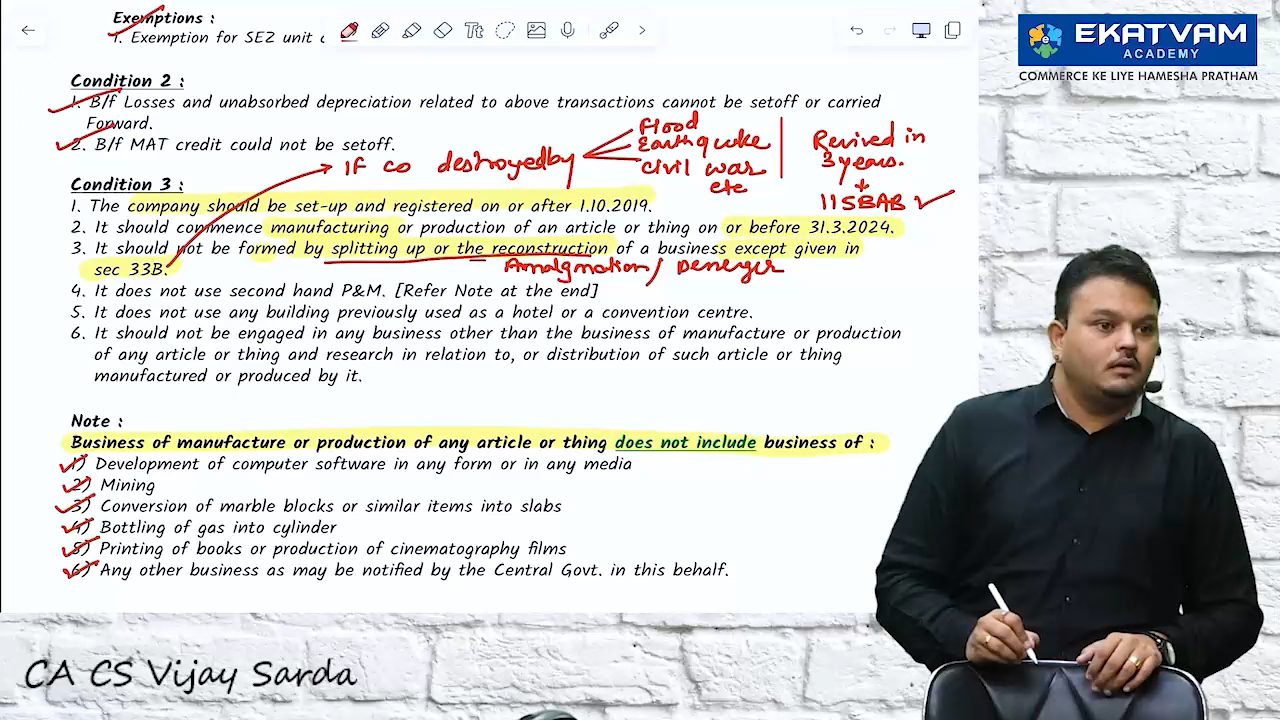 Exemptions :
1. Exemption for SEZ unit
EKATVAM
ACADEMY
COMMERCE KE LIYE HAMESHA PRATHAM
Condition 2 :
1. B/f Losses and unabsorbed depreciation related to above transactions cannot be setoff or carried
Forward.
2. B/f MAT credit could not be setoff.
If co destroyed by
Flood
Earthquake
civil war
etc
Revived in
3 years.
+
115BAB
Condition 3 :
1. The company should be set-up and registered on or after 1.10.2019.
2. It should commence manufacturing or production of an article or thing on or before 31.3.2024.
3. It should not be formed by splitting up or the reconstruction of a business except given in
sec 33B.
Amalgmation / Demerger
4. It does not use second hand P&M. [Refer Note at the end]
5. It does not use any building previously used as a hotel or a convention centre.
6. It should not be engaged in any business other than the business of manufacture or production
of any article or thing and research in relation to, or distribution of such article or thing
manufactured or produced by it.
Note :
Business of manufacture or production of any article or thing does not include business of :
1) Development of computer software in any form or in any media
2) Mining
3) Conversion of marble blocks or similar items into slabs
4) Bottling of gas into cylinder
5) Printing of books or production of cinematography films
6) Any other business as may be notified by the Central Govt. in this behalf.
CA CS Vijay Sarda